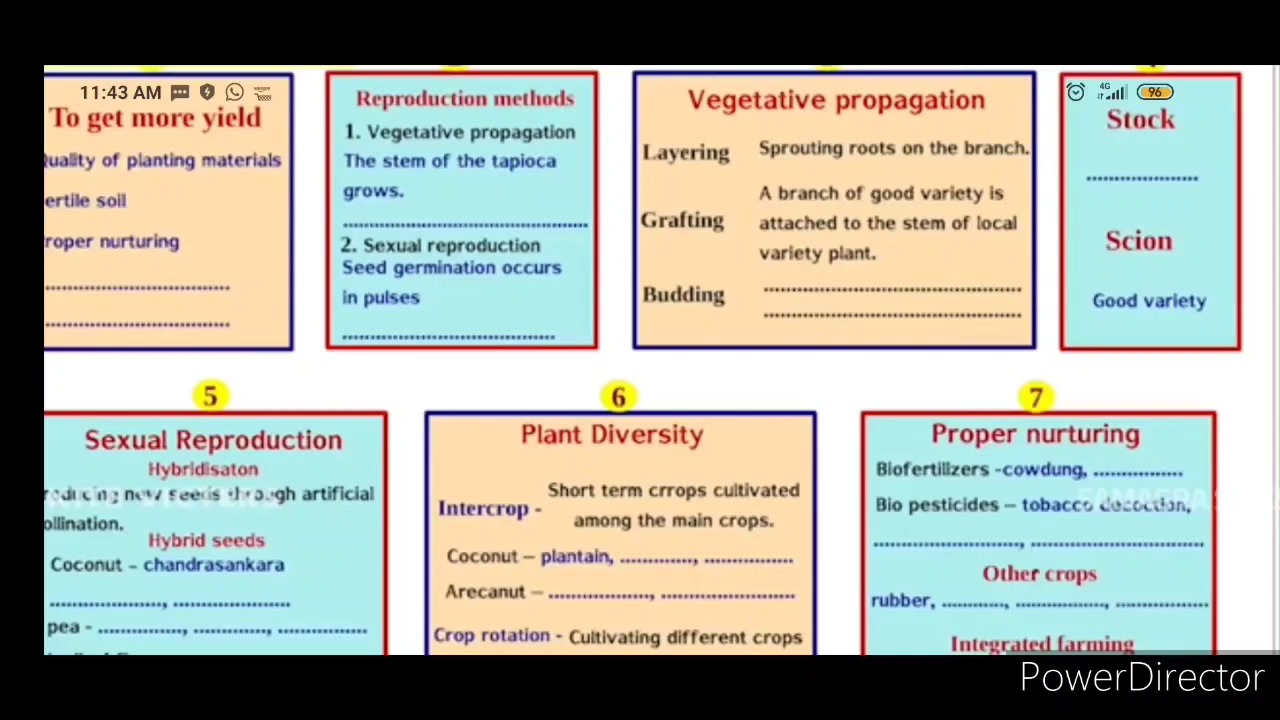 11:43 AM
4G
96
To get more yield
uality of planting materials
ertile soil
roper nurturing
Reproduction methods
1. Vegetative propagation
The stem of the tapioca
grows.
2. Sexual reproduction
Seed germination occurs
in pulses
Vegetative propagation
Layering Sprouting roots on the branch.
Grafting A branch of good variety is
attached to the stem of local
variety plant.
Budding
Stock
Scion
Good variety
5
Sexual Reproduction
Hybridisaton
roducing new seeds through artificial
ollination.
Hybrid seeds
Coconut - chandrasankara
pea -
6
Plant Diversity
Intercrop - Short term crrops cultivated
among the main crops.
Coconut – plantain,
Arecanut –
Crop rotation - Cultivating different crops
7
Proper nurturing
Biofertilizers -cowdung,
Bio pesticides – tobacco decoction,
Other crops
rubber,
Integrated farming
PowerDirector